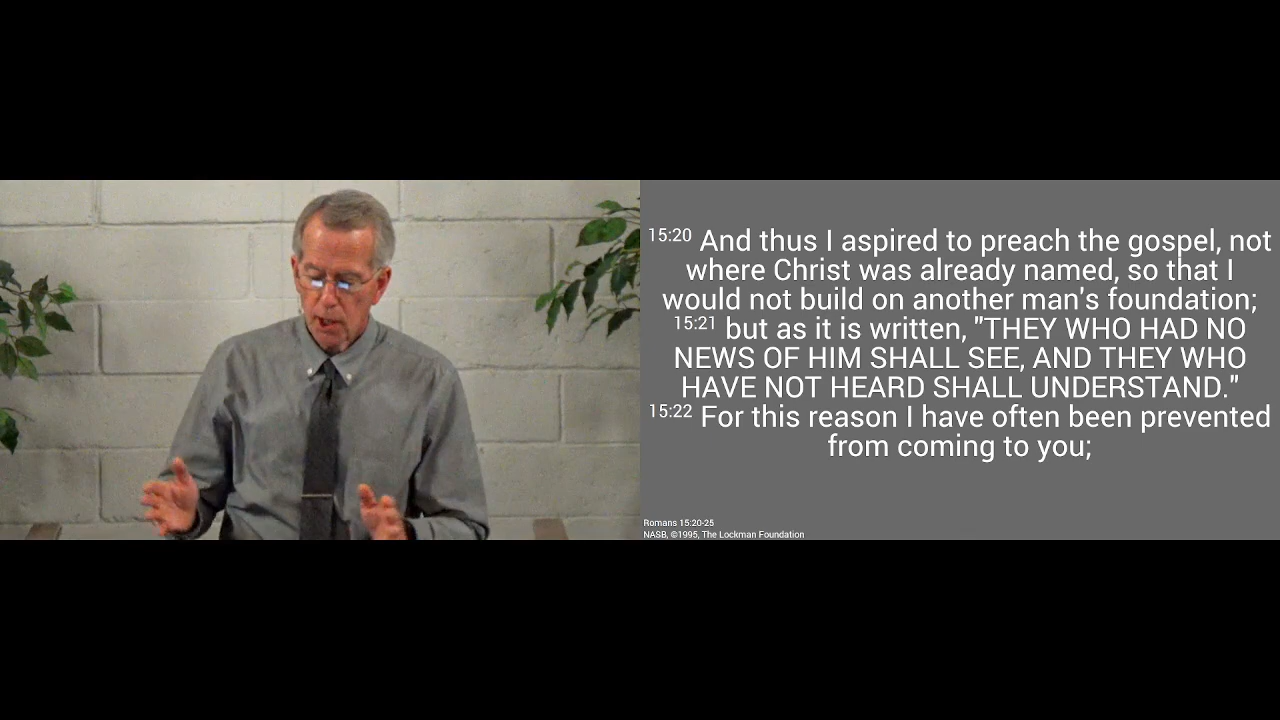 15:20 And thus I aspired to preach the gospel, not
where Christ was already named, so that I
would not build on another man's foundation;
15:21 but as it is written, "THEY WHO HAD NO
NEWS OF HIM SHALL SEE, AND THEY WHO
HAVE NOT HEARD SHALL UNDERSTAND."
15:22 For this reason I have often been prevented
from coming to you;
Romans 15:20-25
NASB, ©1995, The Lockman Foundation